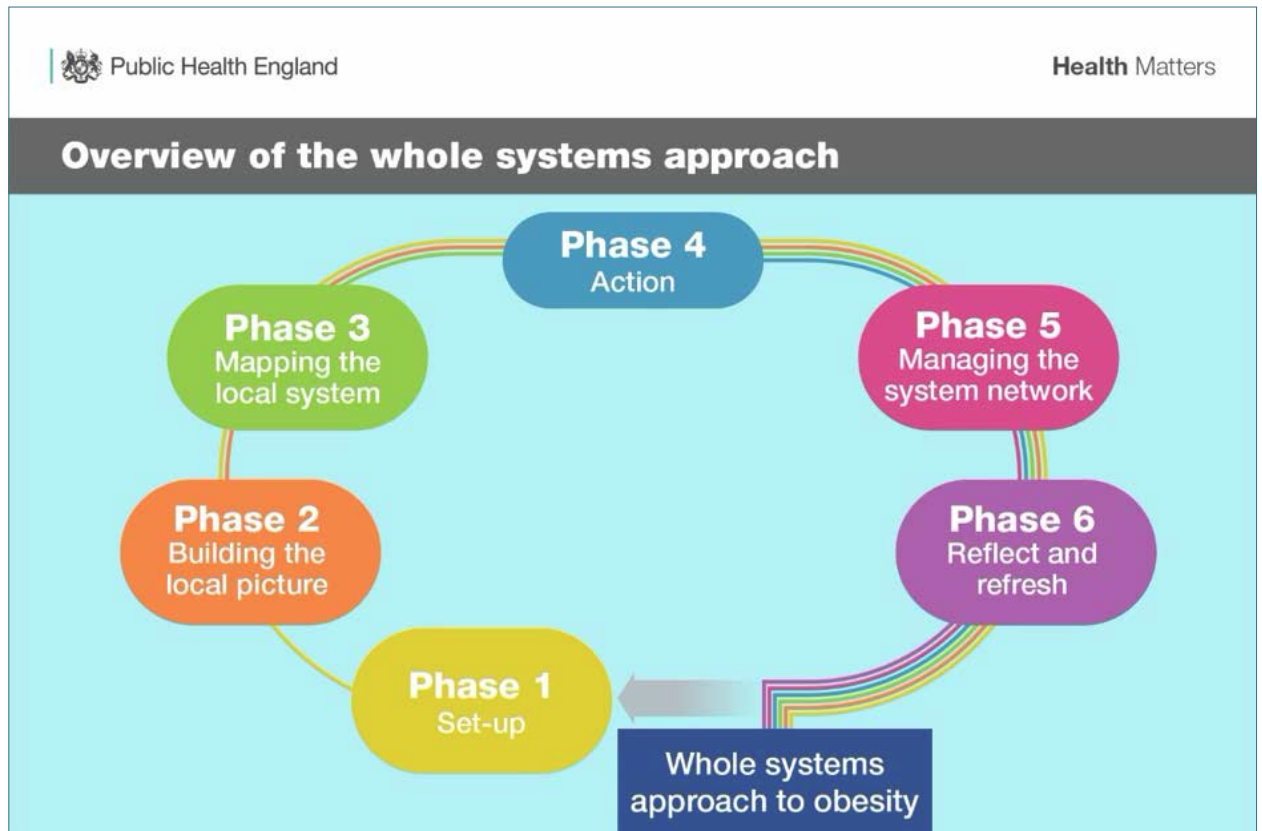 Public Health England
Health Matters
Overview of the whole systems approach
Phase 1
Set-up
Phase 2
Building the
local picture
Phase 3
Mapping the
local system
Phase 4
Action
Phase 5
Managing the
system network
Phase 6
Reflect and
refresh
Whole systems
approach to obesity